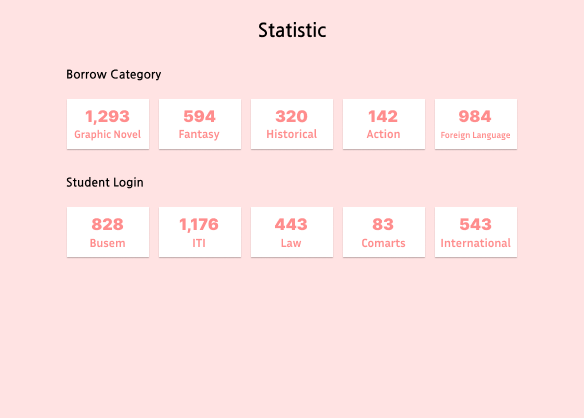 Statistic
Borrow Category
1,293
Graphic Novel
594
Fantasy
320
Historical
142
Action
984
Foreign Language
Student Login
828
Busem
1,176
ITI
443
Law
83
Comarts
543
International